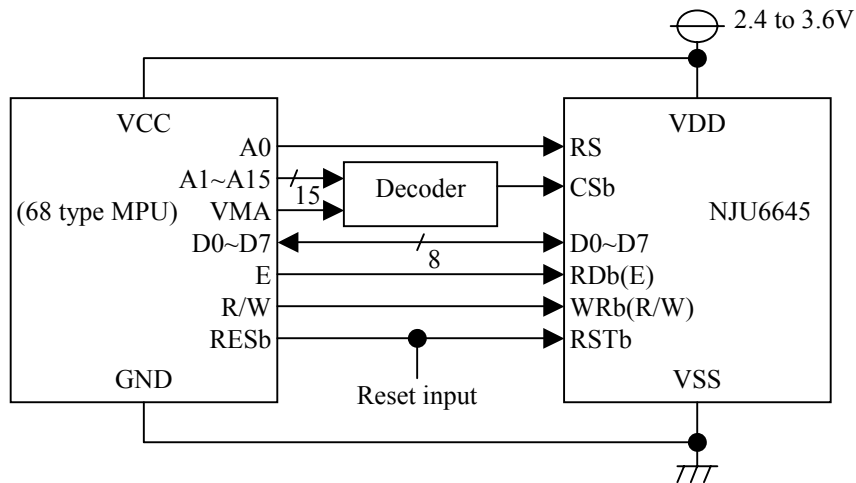 2.4 to 3.6V
VCC
VDD
A0
RS
A1~A15
15
Decoder
CSb
(68 type MPU)
VMA
NJU6645
D0~D7
8
D0~D7
E
RDb(E)
R/W
WRb(R/W)
RESb
RSTb
GND
Reset input
VSS